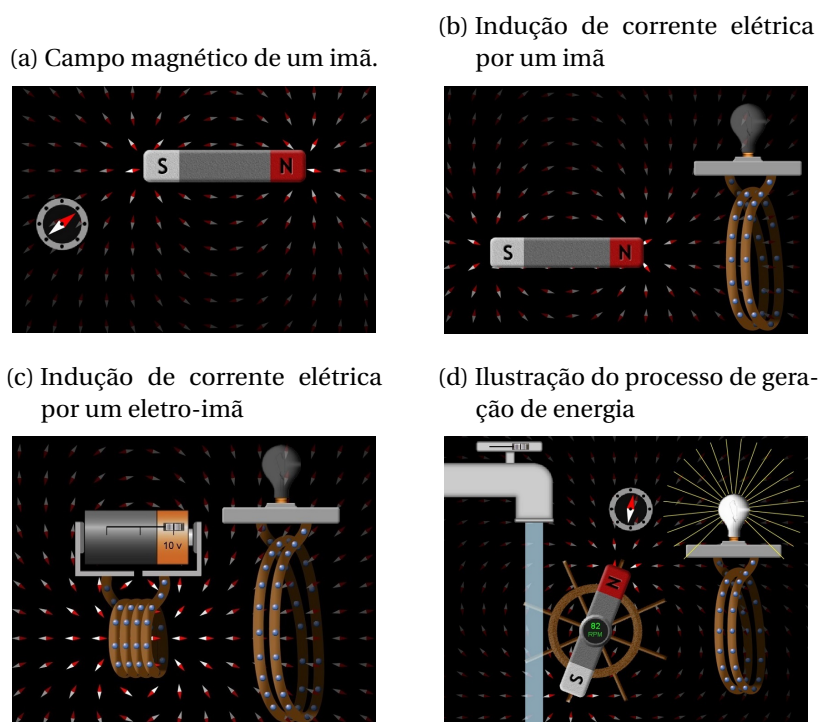 (a) Campo magnético de um imã.
S N
(b) Indução de corrente elétrica
por um imã
S N
(c) Indução de corrente elétrica
por um eletro-imã
10 v
(d) Ilustração do processo de gera-
ção de energia
N
82
RPM
S